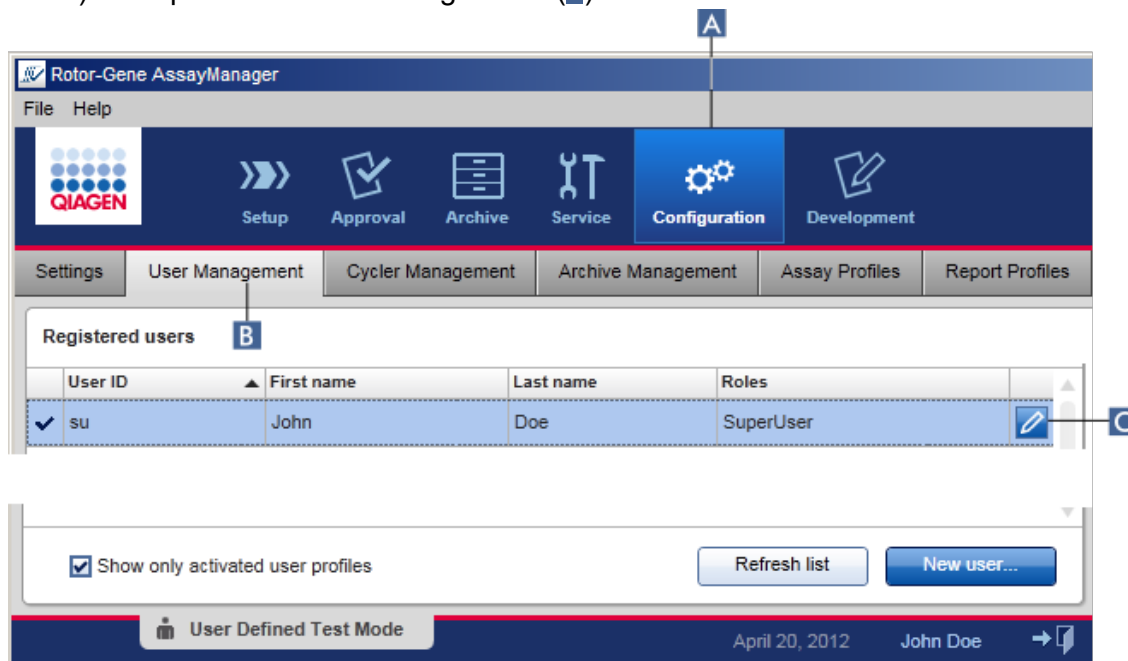 A
Rotor-Gene AssayManager
File Help
QIAGEN
Setup Approval Archive Service Configuration Development
Settings User Management Cycler Management Archive Management Assay Profiles Report Profiles
B
Registered users
User ID First name Last name Roles
su John Doe SuperUser
C
Show only activated user profiles Refresh list New user...
User Defined Test Mode April 20, 2012 John Doe